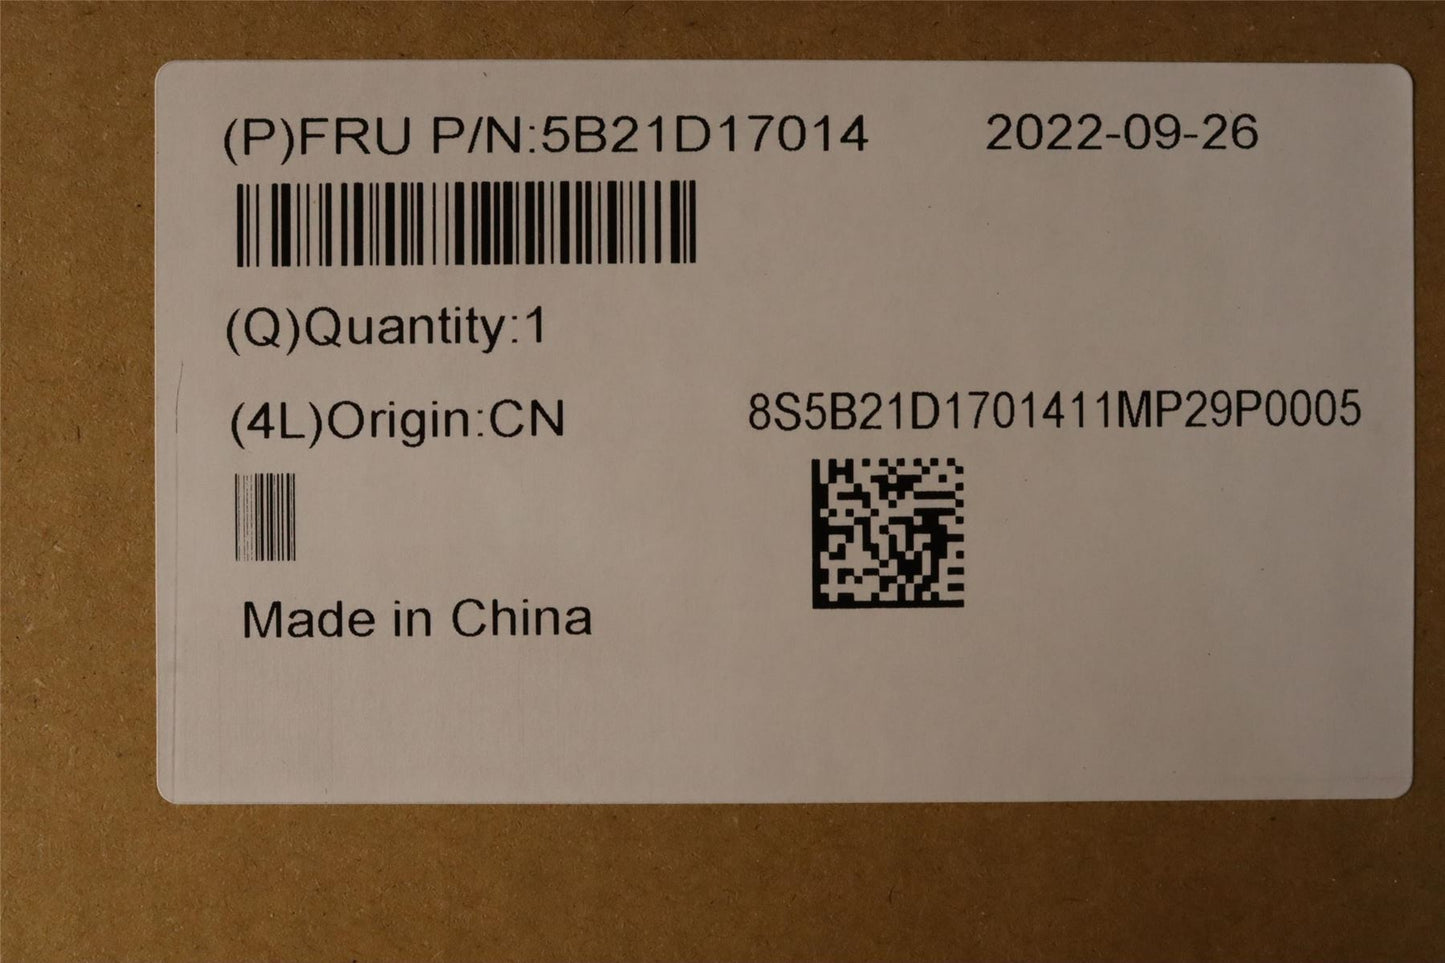 (P)FRU P/N:5B21D17014 2022-09-26
(Q)Quantity:1
(4L)Origin:CN 8S5B21D1701411MP29P0005
Made in China